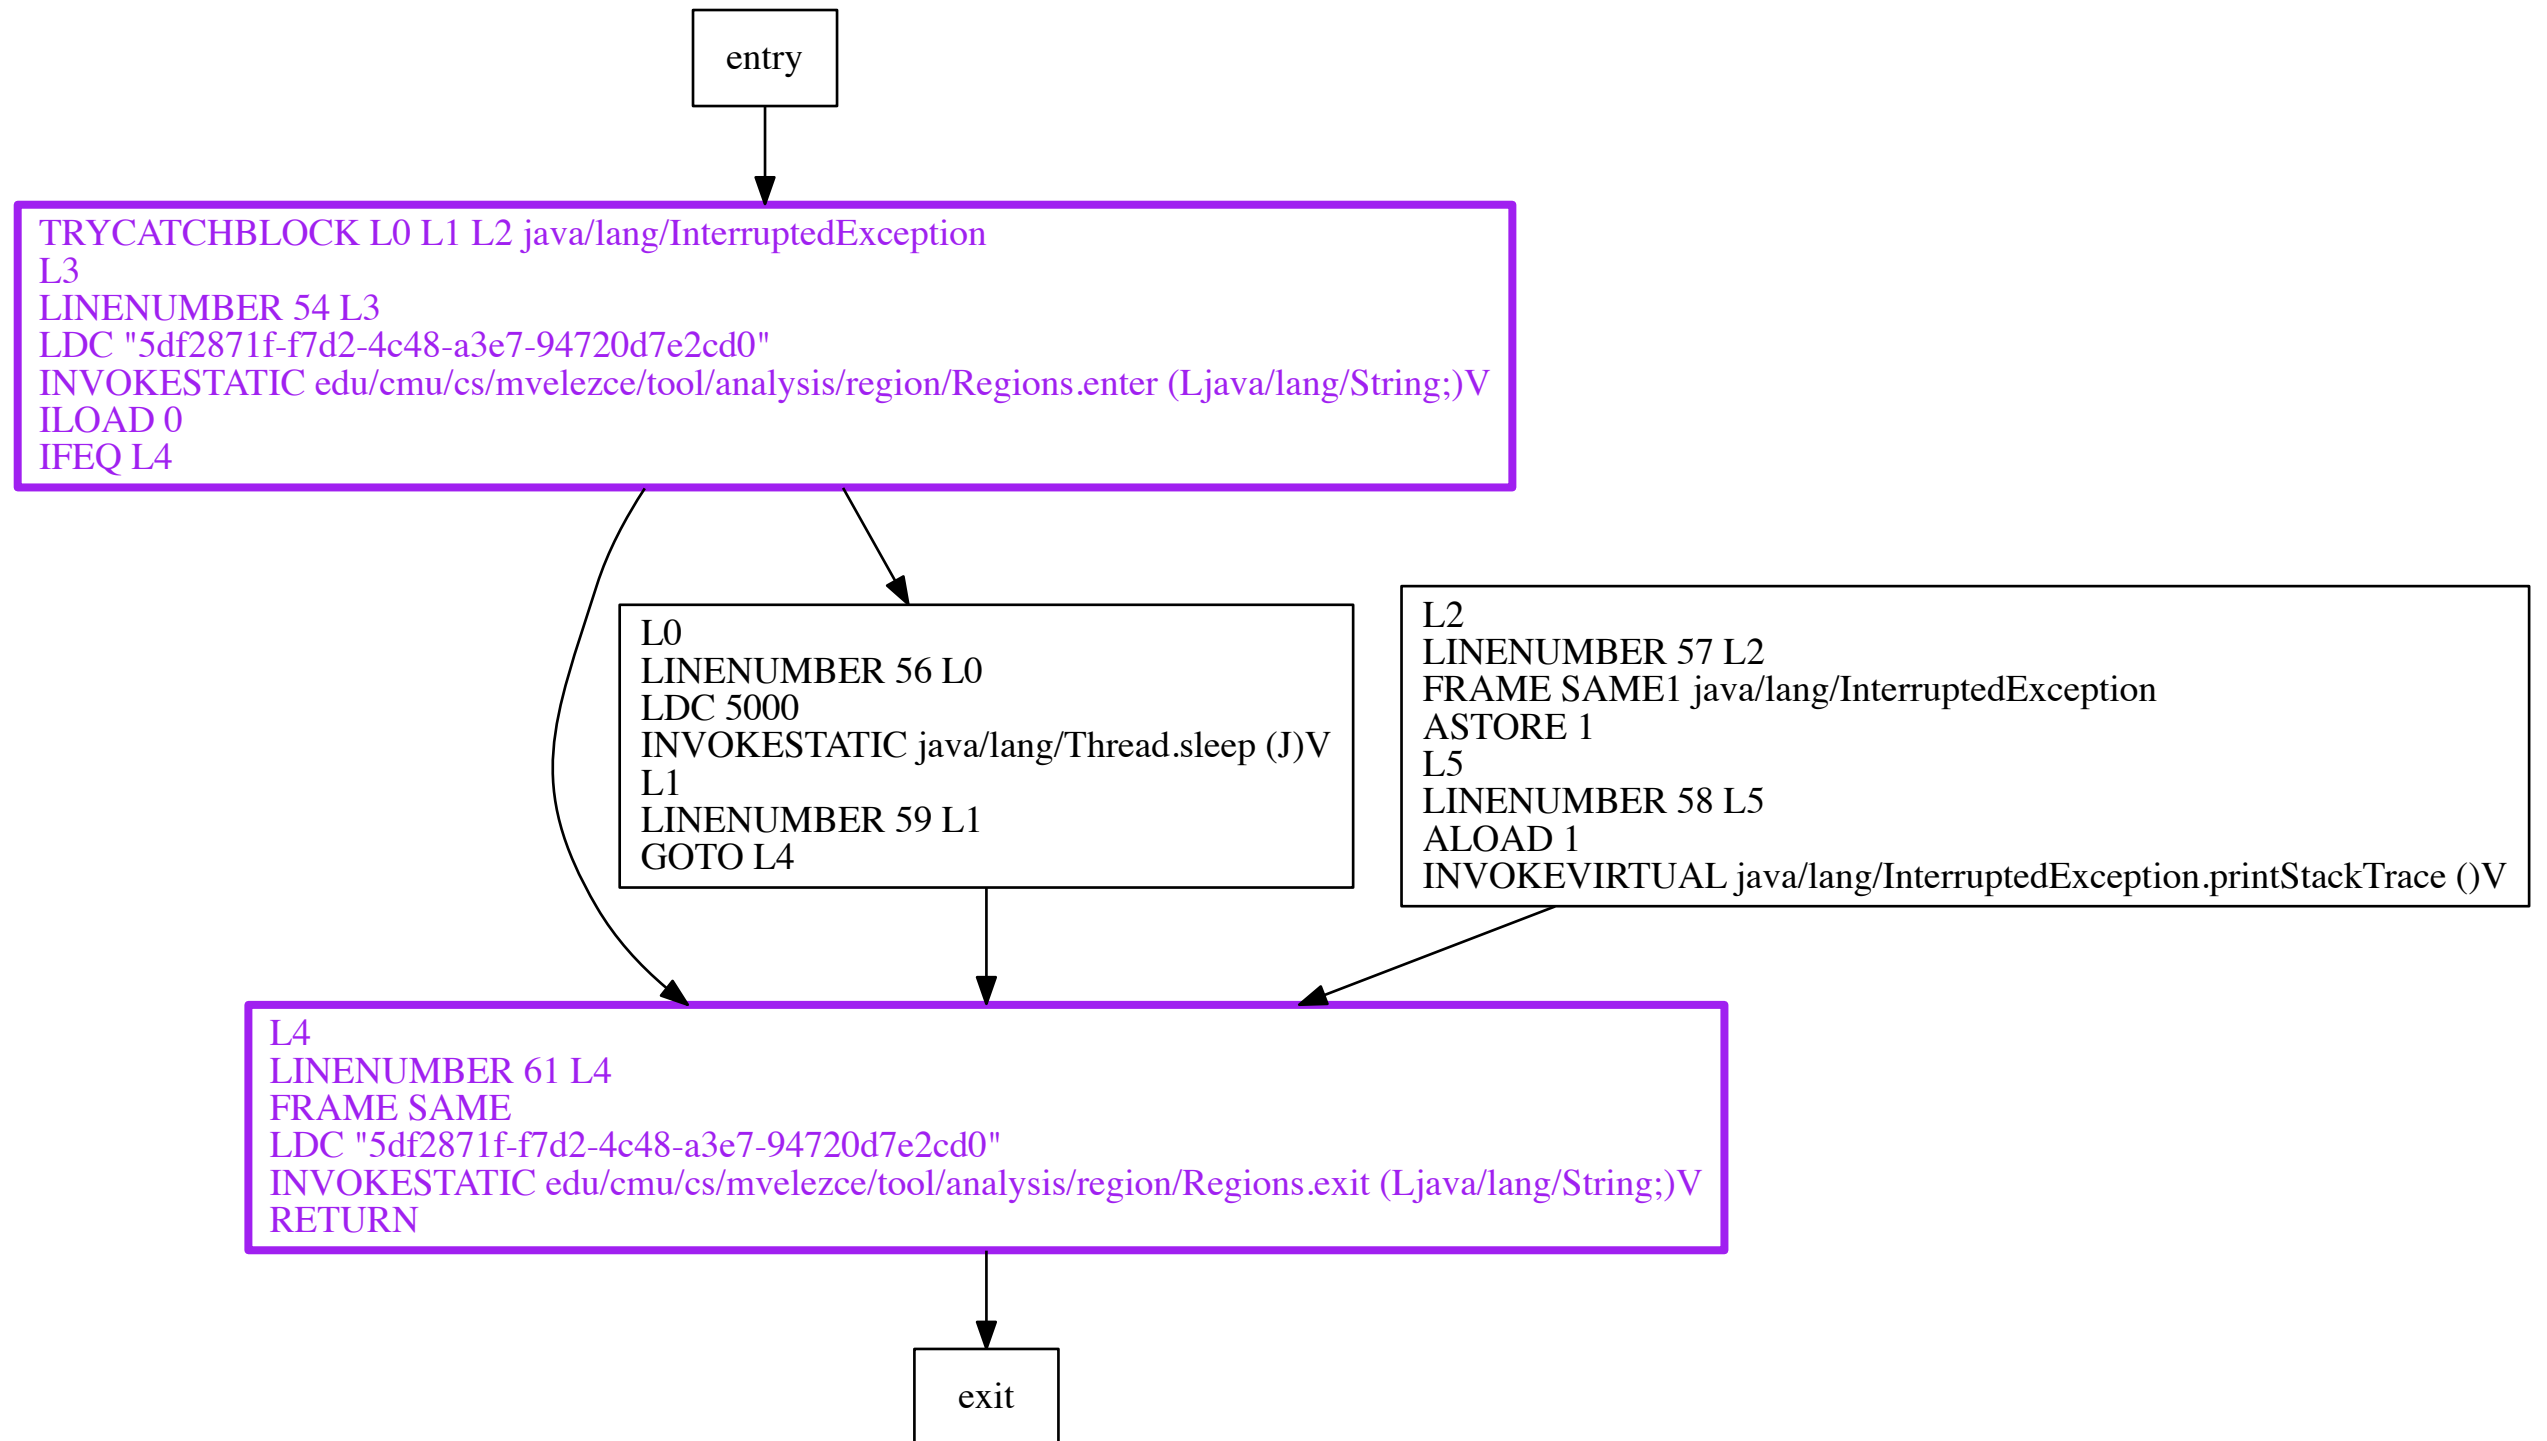 entry
TRYCATCHBLOCK L0 L1 L2 java/lang/InterruptedException
L3
LINENUMBER 54 L3
LDC "5df2871f-f7d2-4c48-a3e7-94720d7e2cd0"
INVOKESTATIC edu/cmu/cs/mvelezce/tool/analysis/region/Regions.enter (Ljava/lang/String;)V
ILOAD 0
IFEQ L4
L0
LINENUMBER 56 L0
LDC 5000
INVOKESTATIC java/lang/Thread.sleep (J)V
L1
LINENUMBER 59 L1
GOTO L4
L2
LINENUMBER 57 L2
FRAME SAME1 java/lang/InterruptedException
ASTORE 1
L5
LINENUMBER 58 L5
ALOAD 1
INVOKEVIRTUAL java/lang/InterruptedException.printStackTrace ()V
L4
LINENUMBER 61 L4
FRAME SAME
LDC "5df2871f-f7d2-4c48-a3e7-94720d7e2cd0"
INVOKESTATIC edu/cmu/cs/mvelezce/tool/analysis/region/Regions.exit (Ljava/lang/String;)V
RETURN
exit